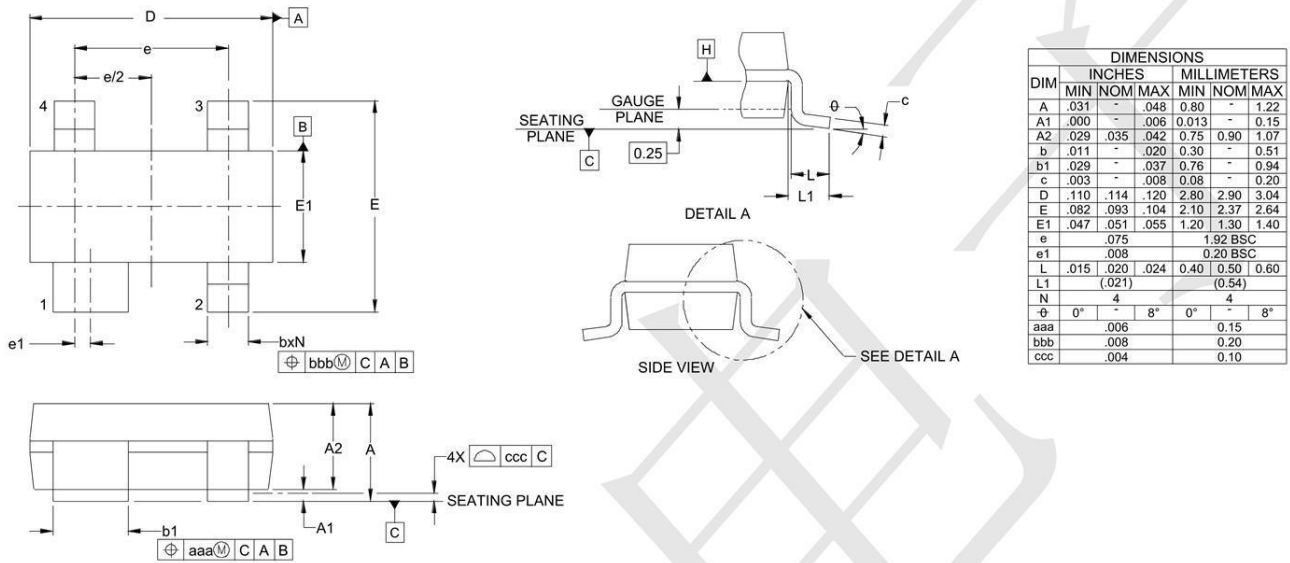 D
A
e
e/2
4
3
B
E1
E
1
2
e1
bxN
⌖ bbbⓂ C A B
A2
A
4X ⌓ ccc C
SEATING PLANE
A1
C
b1
⌖ aaaⓂ C A B
H
GAUGE
PLANE
SEATING
PLANE
C
0.25
θ
c
L
L1
DETAIL A
SEE DETAIL A
SIDE VIEW
DIMENSIONS
DIM INCHES MILLIMETERS
MIN NOM MAX MIN NOM MAX
A .031 - .048 0.80 - 1.22
A1 .000 - .006 0.013 - 0.15
A2 .029 .035 .042 0.75 0.90 1.07
b .011 - .020 0.30 - 0.51
b1 .029 - .037 0.76 - 0.94
c .003 - .008 0.08 - 0.20
D .110 .114 .120 2.80 2.90 3.04
E .082 .093 .104 2.10 2.37 2.64
E1 .047 .051 .055 1.20 1.30 1.40
e .075 1.92 BSC
e1 .008 0.20 BSC
L .015 .020 .024 0.40 0.50 0.60
L1 (.021) (0.54)
N 4 4
θ 0° - 8° 0° - 8°
aaa .006 0.15
bbb .008 0.20
ccc .004 0.10